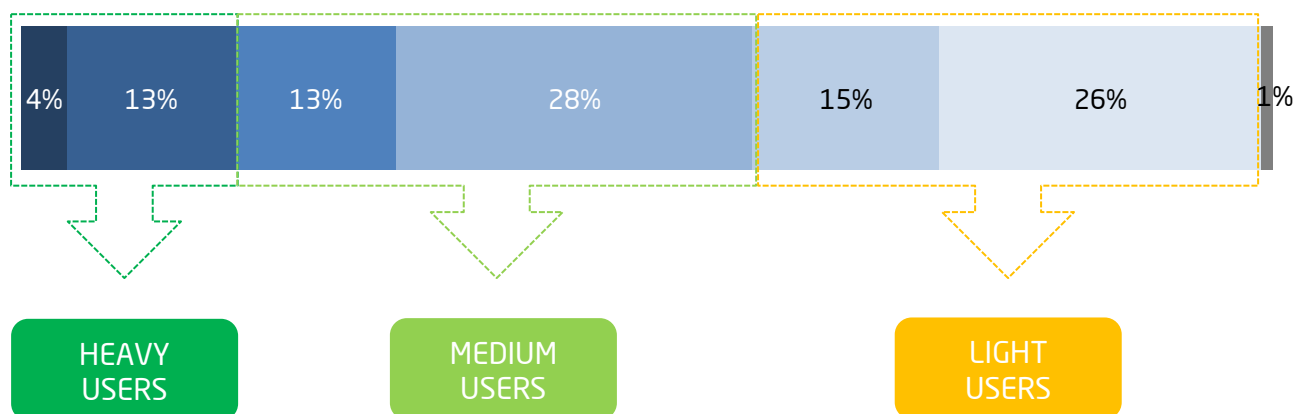 4% 13% 13% 28% 15% 26% 1%
HEAVY
USERS
MEDIUM
USERS
LIGHT
USERS